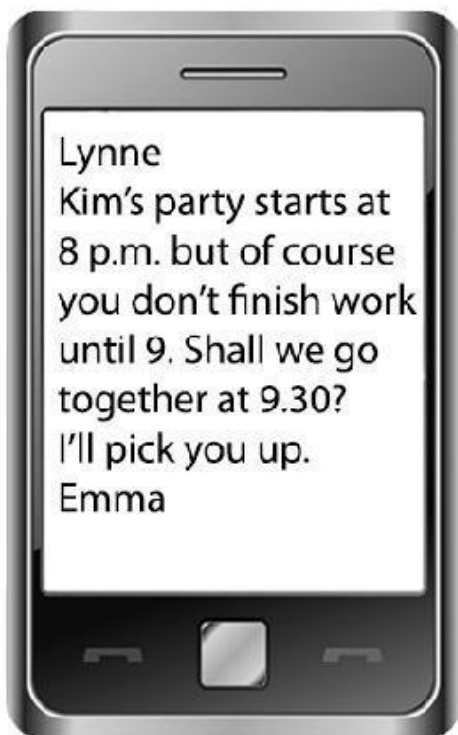 Lynne
Kim's party starts at
8 p.m. but of course
you don't finish work
until 9. Shall we go
together at 9.30?
I'll pick you up.
Emma